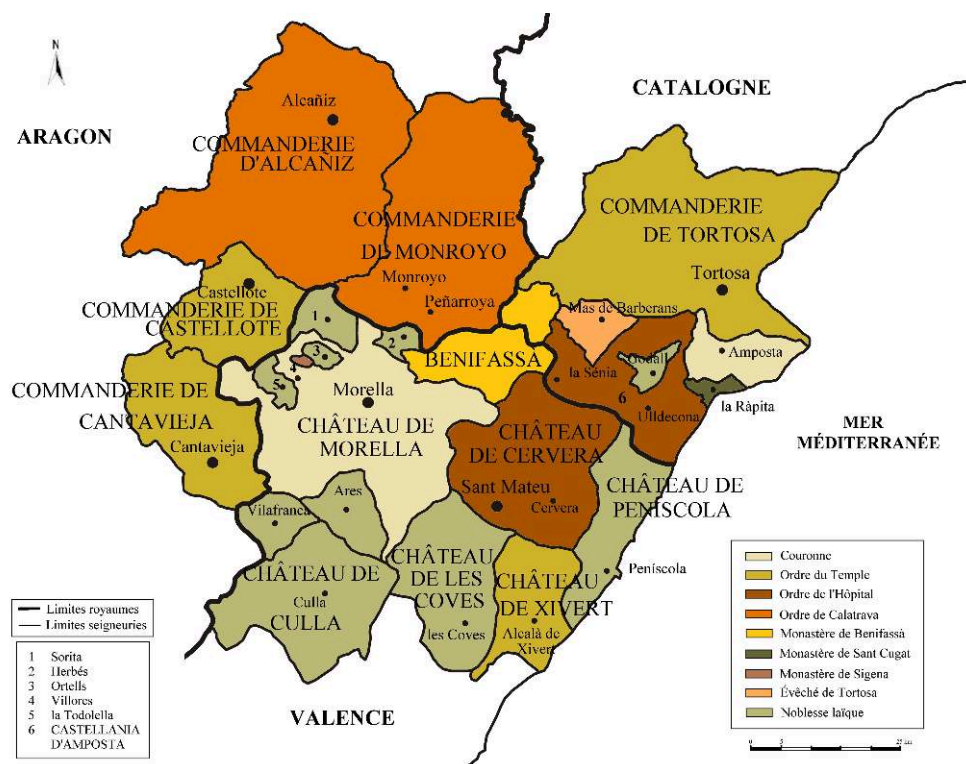 N
CATALOGNE
ARAGON
Alcañiz
COMMANDERIE
D'ALCAÑIZ
COMMANDERIE
DE MONROYO
Monroyo
Peñarroya
COMMANDERIE
DE TORTOSA
Tortosa
Castellote
COMMANDERIE DE
CASTELLOTE
1
2
3
4
5
Mas de Barberans
BENIFASSÀ
Godall
la Sénia
6
Ulldecona
Amposta
la Ràpita
COMMANDERIE DE
CANTAVIEJA
Cantavieja
Morella
CHÂTEAU DE
MORELLA
CHÂTEAU
DE CERVERA
Sant Mateu
Cervera
MER
MÉDITERRANÉE
CHÂTEAU DE
PENÍSCOLA
Peníscola
Vilafranca
Ares
CHÂTEAU DE
CULLA
Culla
CHÂTEAU
DE LES
COVES
les Coves
CHÂTEAU
DE XIVERT
Alcalà de
Xivert
VALENCE
Limites royaumes
Limites seigneuries
1 Sorita
2 Herbés
3 Ortells
4 Villores
5 la Todolella
6 CASTELLANIA
D'AMPOSTA
Couronne
Ordre du Temple
Ordre de l'Hôpital
Ordre de Calatrava
Monastère de Benifassà
Monastère de Sant Cugat
Monastère de Sigena
Évêché de Tortosa
Noblesse laïque
0 5 25 km